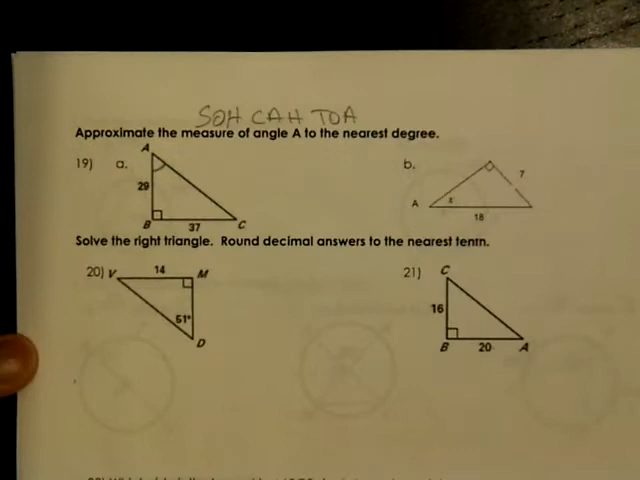 SOH CAH TOA
Approximate the measure of angle A to the nearest degree.
19) a. A 29 B 37 C
b. A x 7 18
Solve the right triangle. Round decimal answers to the nearest tenth.
20) V 14 M 51° D
21) C 16 B 20 A